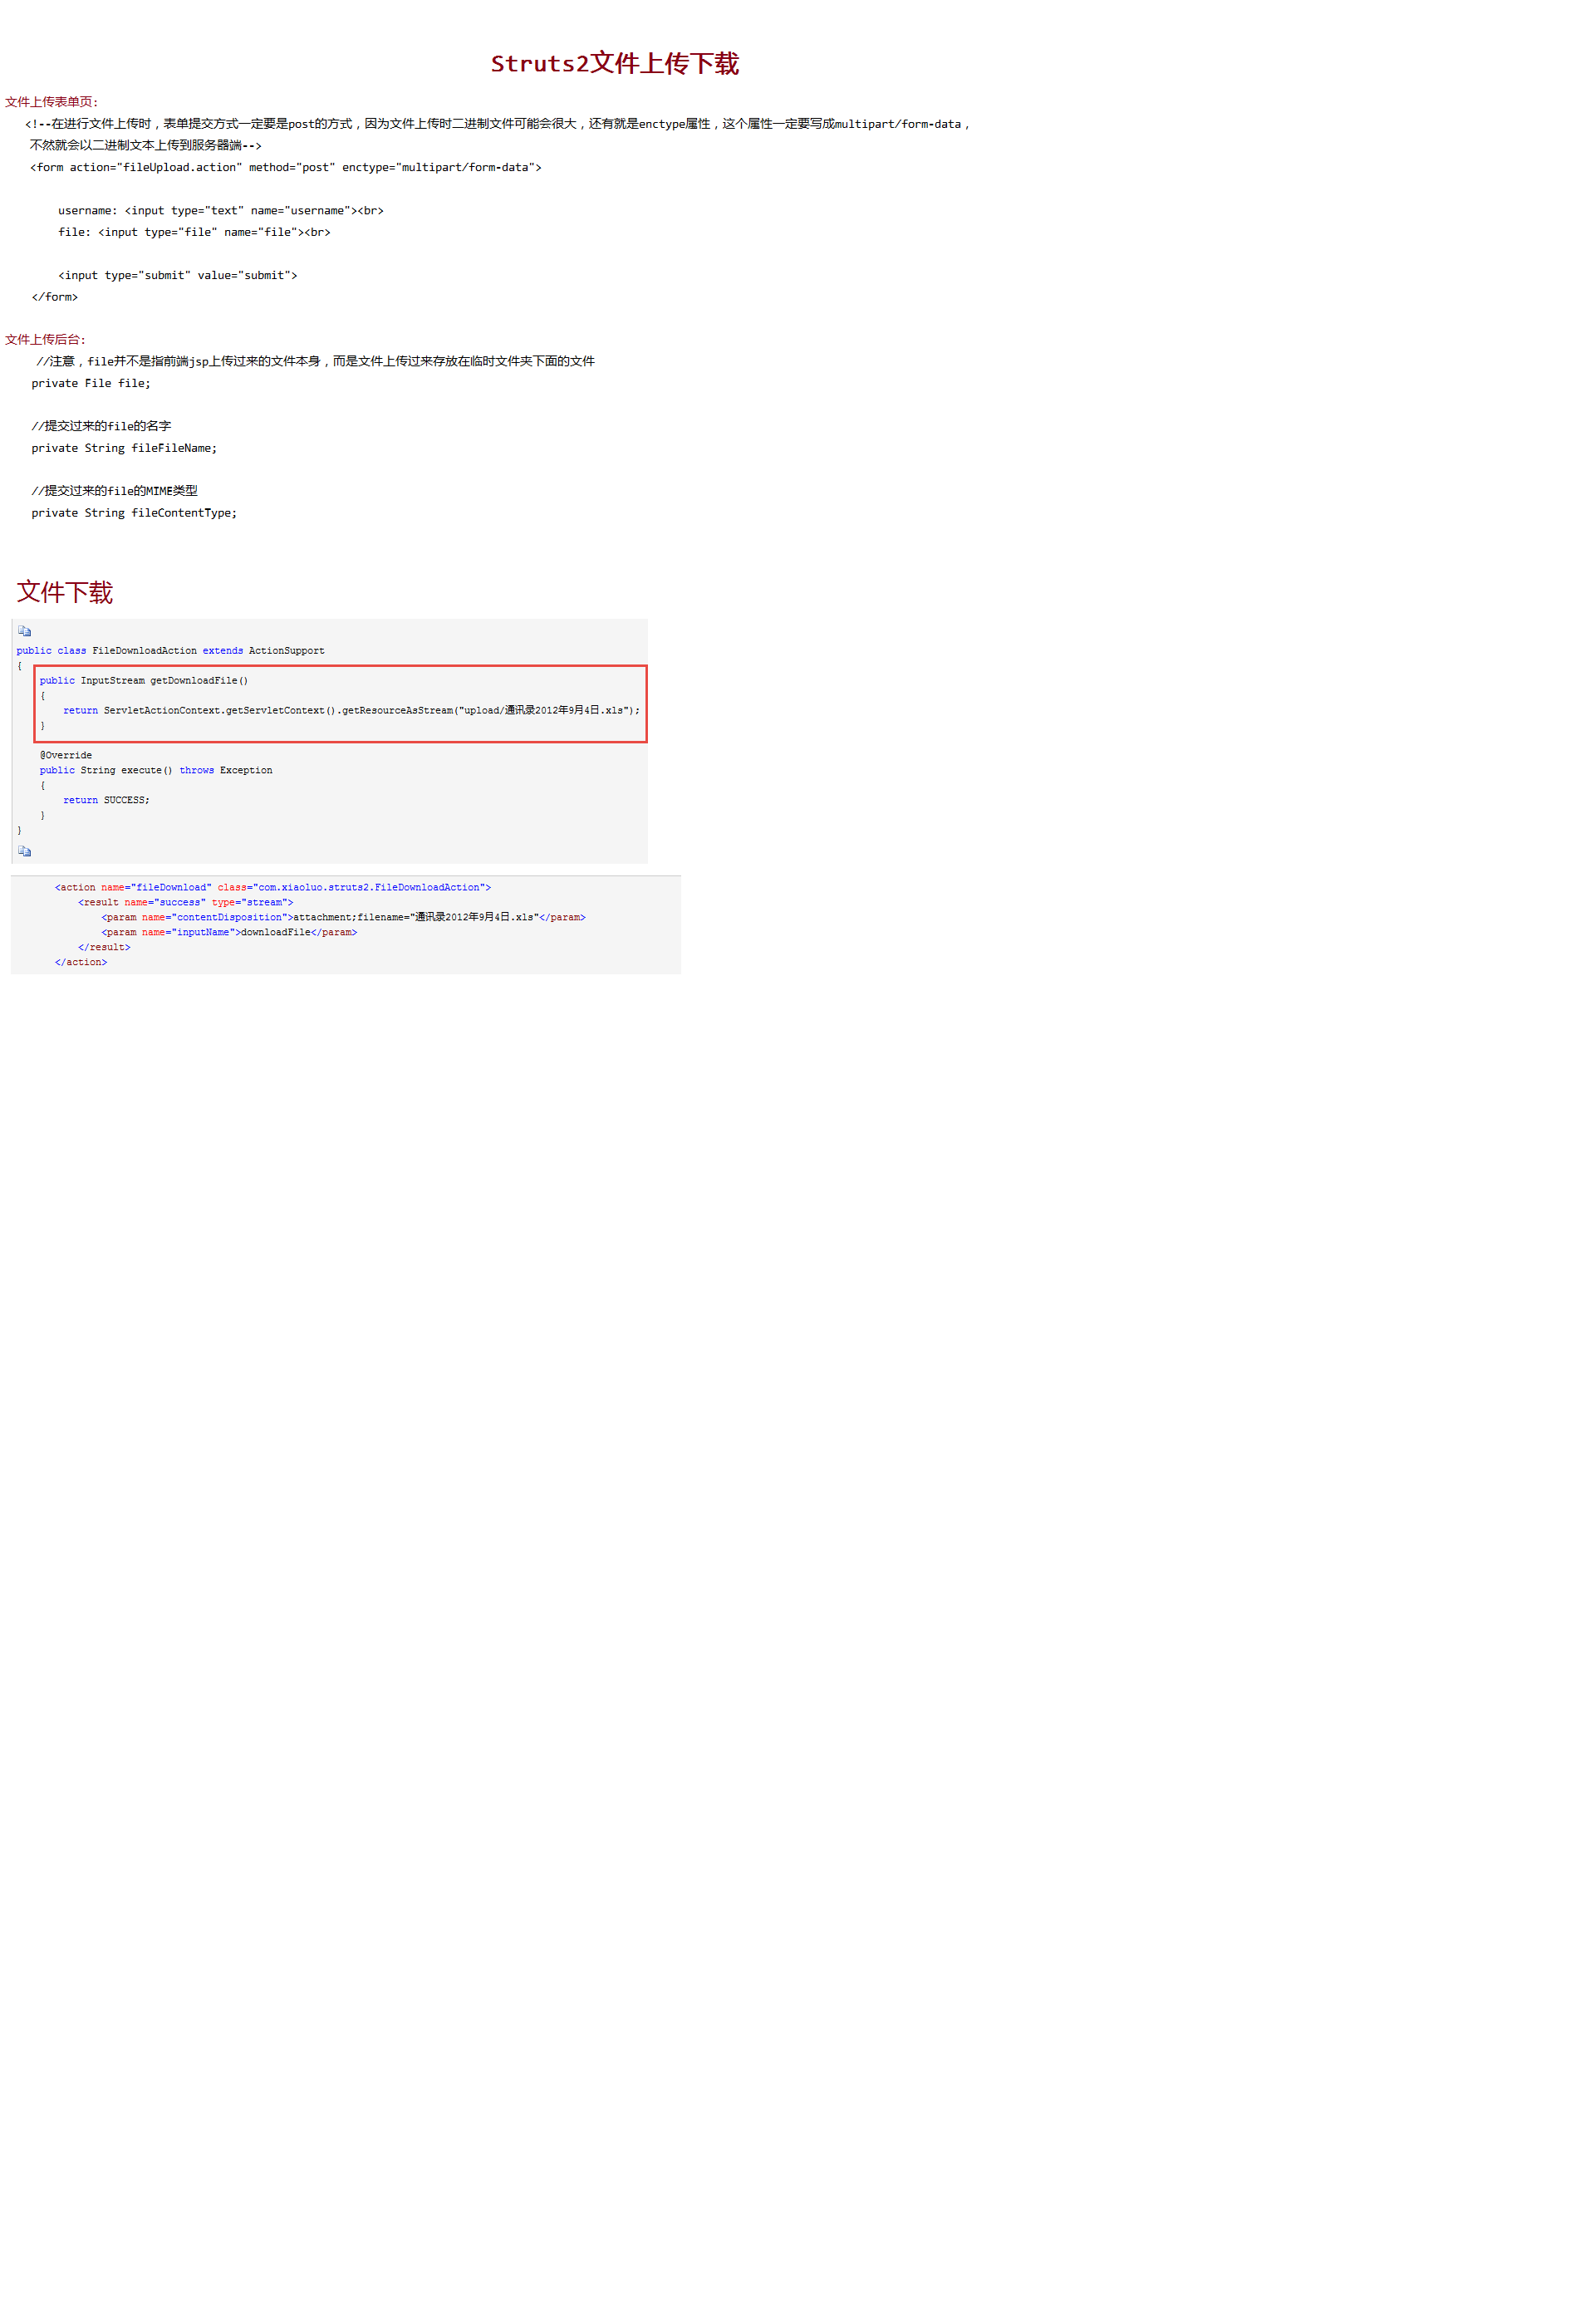 Struts2文件上传下载
文件上传表单页:
<!--在进行文件上传时，表单提交方式一定要是post的方式，因为文件上传时二进制文件可能会很大，还有就是enctype属性，这个属性一定要写成multipart/form-data，
不然就会以二进制文本上传到服务器端-->
<form action="fileUpload.action" method="post" enctype="multipart/form-data">
username: <input type="text" name="username"><br>
file: <input type="file" name="file"><br>
<input type="submit" value="submit">
</form>
文件上传后台:
//注意，file并不是指前端jsp上传过来的文件本身，而是文件上传过来存放在临时文件夹下面的文件
private File file;
//提交过来的file的名字
private String fileFileName;
//提交过来的file的MIME类型
private String fileContentType;
文件下载
public class FileDownloadAction extends ActionSupport
{
public InputStream getDownloadFile()
{
return ServletActionContext.getServletContext().getResourceAsStream("upload/通讯录2012年9月4日.xls");
}
@Override
public String execute() throws Exception
{
return SUCCESS;
}
}
<action name="fileDownload" class="com.xiaoluo.struts2.FileDownloadAction">
<result name="success" type="stream">
<param name="contentDisposition">attachment;filename="通讯录2012年9月4日.xls"</param>
<param name="inputName">downloadFile</param>
</result>
</action>